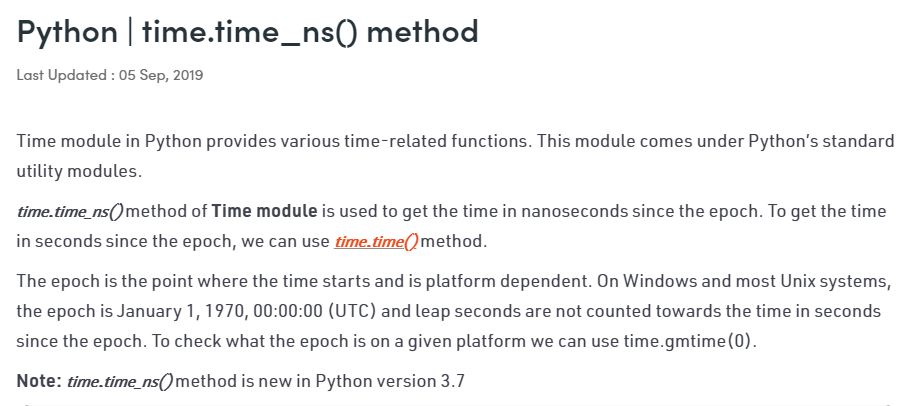 Python | time.time_ns() method
Last Updated : 05 Sep, 2019
Time module in Python provides various time-related functions. This module comes under Python's standard
utility modules.
time.time_ns() method of Time module is used to get the time in nanoseconds since the epoch. To get the time
in seconds since the epoch, we can use time.time() method.
The epoch is the point where the time starts and is platform dependent. On Windows and most Unix systems,
the epoch is January 1, 1970, 00:00:00 (UTC) and leap seconds are not counted towards the time in seconds
since the epoch. To check what the epoch is on a given platform we can use time.gmtime(0).
Note: time.time_ns() method is new in Python version 3.7